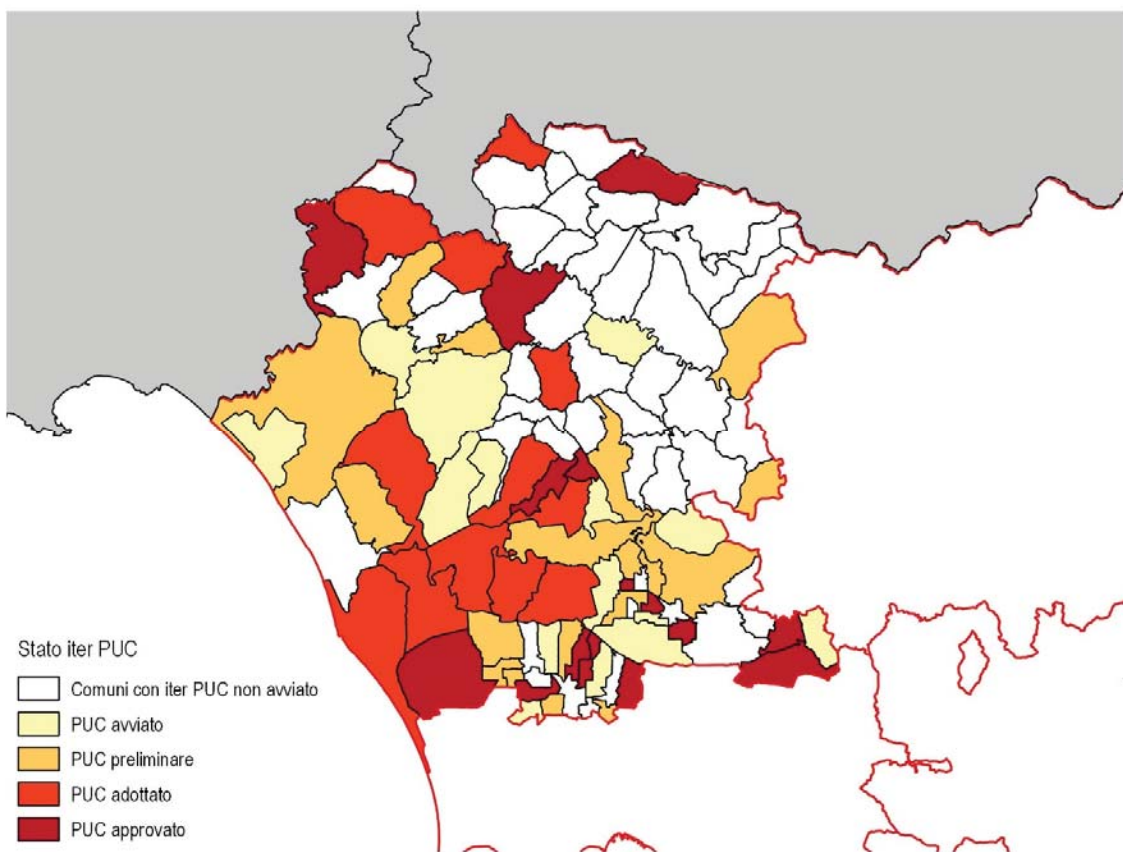 Stato iter PUC
Comuni con iter PUC non avviato
PUC avviato
PUC preliminare
PUC adottato
PUC approvato